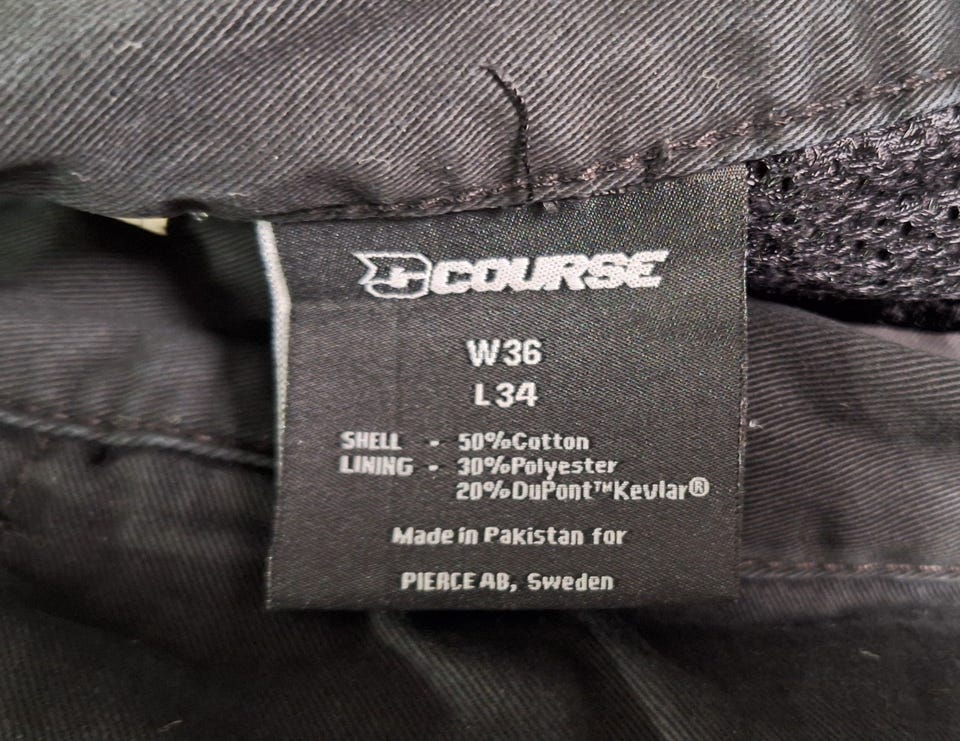 COURSE
W36
L34
SHELL - 50%Cotton
LINING - 30%Polyester
20%DuPont™Kevlar®
Made in Pakistan for
PIERCE AB, Sweden